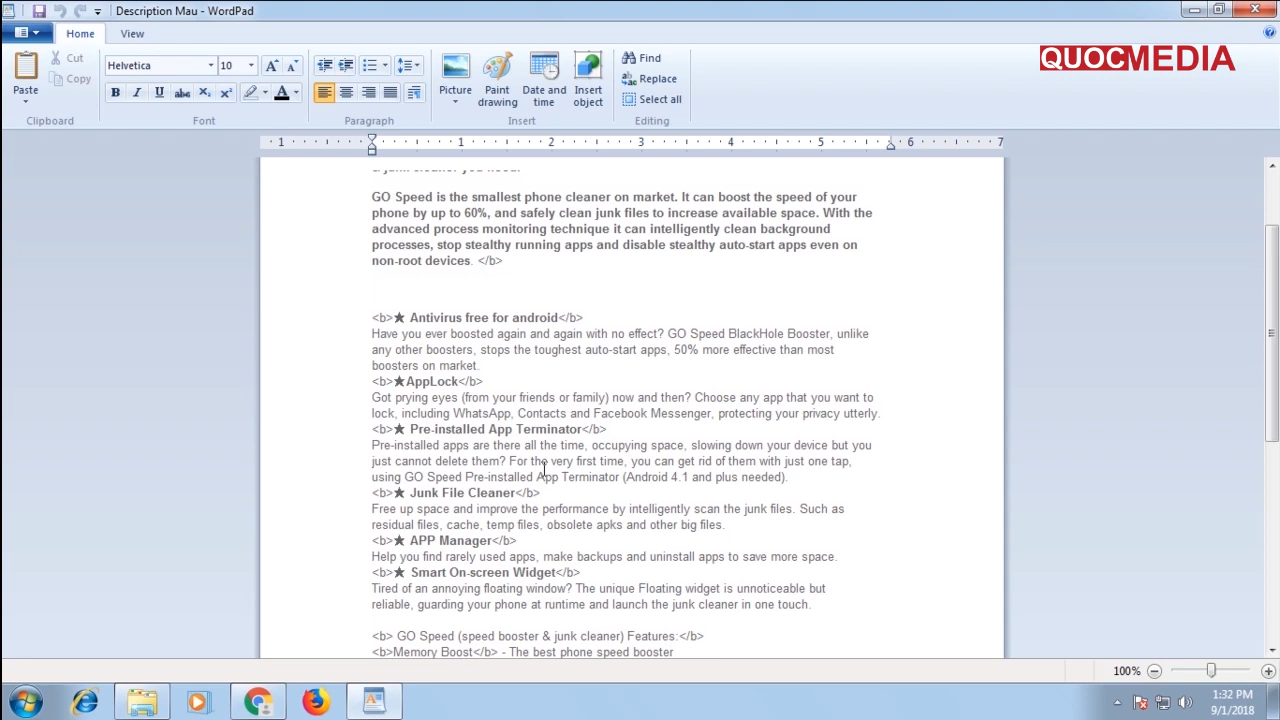 Description Mau - WordPad
Home
View
Cut
Copy
Paste
Helvetica
10
B I U abc X₂ X²
Picture
Paint drawing
Date and time
Insert object
Find
Replace
Select all
Clipboard
Font
Paragraph
Insert
Editing
QUOCMEDIA
1 1 2 3 4 5 6 7
& junk cleaner you need.
GO Speed is the smallest phone cleaner on market. It can boost the speed of your
phone by up to 60%, and safely clean junk files to increase available space. With the
advanced process monitoring technique it can intelligently clean background
processes, stop stealthy running apps and disable stealthy auto-start apps even on
non-root devices. </b>
<b>★ Antivirus free for android</b>
Have you ever boosted again and again with no effect? GO Speed BlackHole Booster, unlike
any other boosters, stops the toughest auto-start apps, 50% more effective than most
boosters on market.
<b>★AppLock</b>
Got prying eyes (from your friends or family) now and then? Choose any app that you want to
lock, including WhatsApp, Contacts and Facebook Messenger, protecting your privacy utterly.
<b>★ Pre-installed App Terminator</b>
Pre-installed apps are there all the time, occupying space, slowing down your device but you
just cannot delete them? For the very first time, you can get rid of them with just one tap,
using GO Speed Pre-installed App Terminator (Android 4.1 and plus needed).
<b>★ Junk File Cleaner</b>
Free up space and improve the performance by intelligently scan the junk files. Such as
residual files, cache, temp files, obsolete apks and other big files.
<b>★ APP Manager</b>
Help you find rarely used apps, make backups and uninstall apps to save more space.
<b>★ Smart On-screen Widget</b>
Tired of an annoying floating window? The unique Floating widget is unnoticeable but
reliable, guarding your phone at runtime and launch the junk cleaner in one touch.
<b> GO Speed (speed booster & junk cleaner) Features:</b>
<b>Memory Boost</b> - The best phone speed booster
100%
1:32 PM
9/1/2018